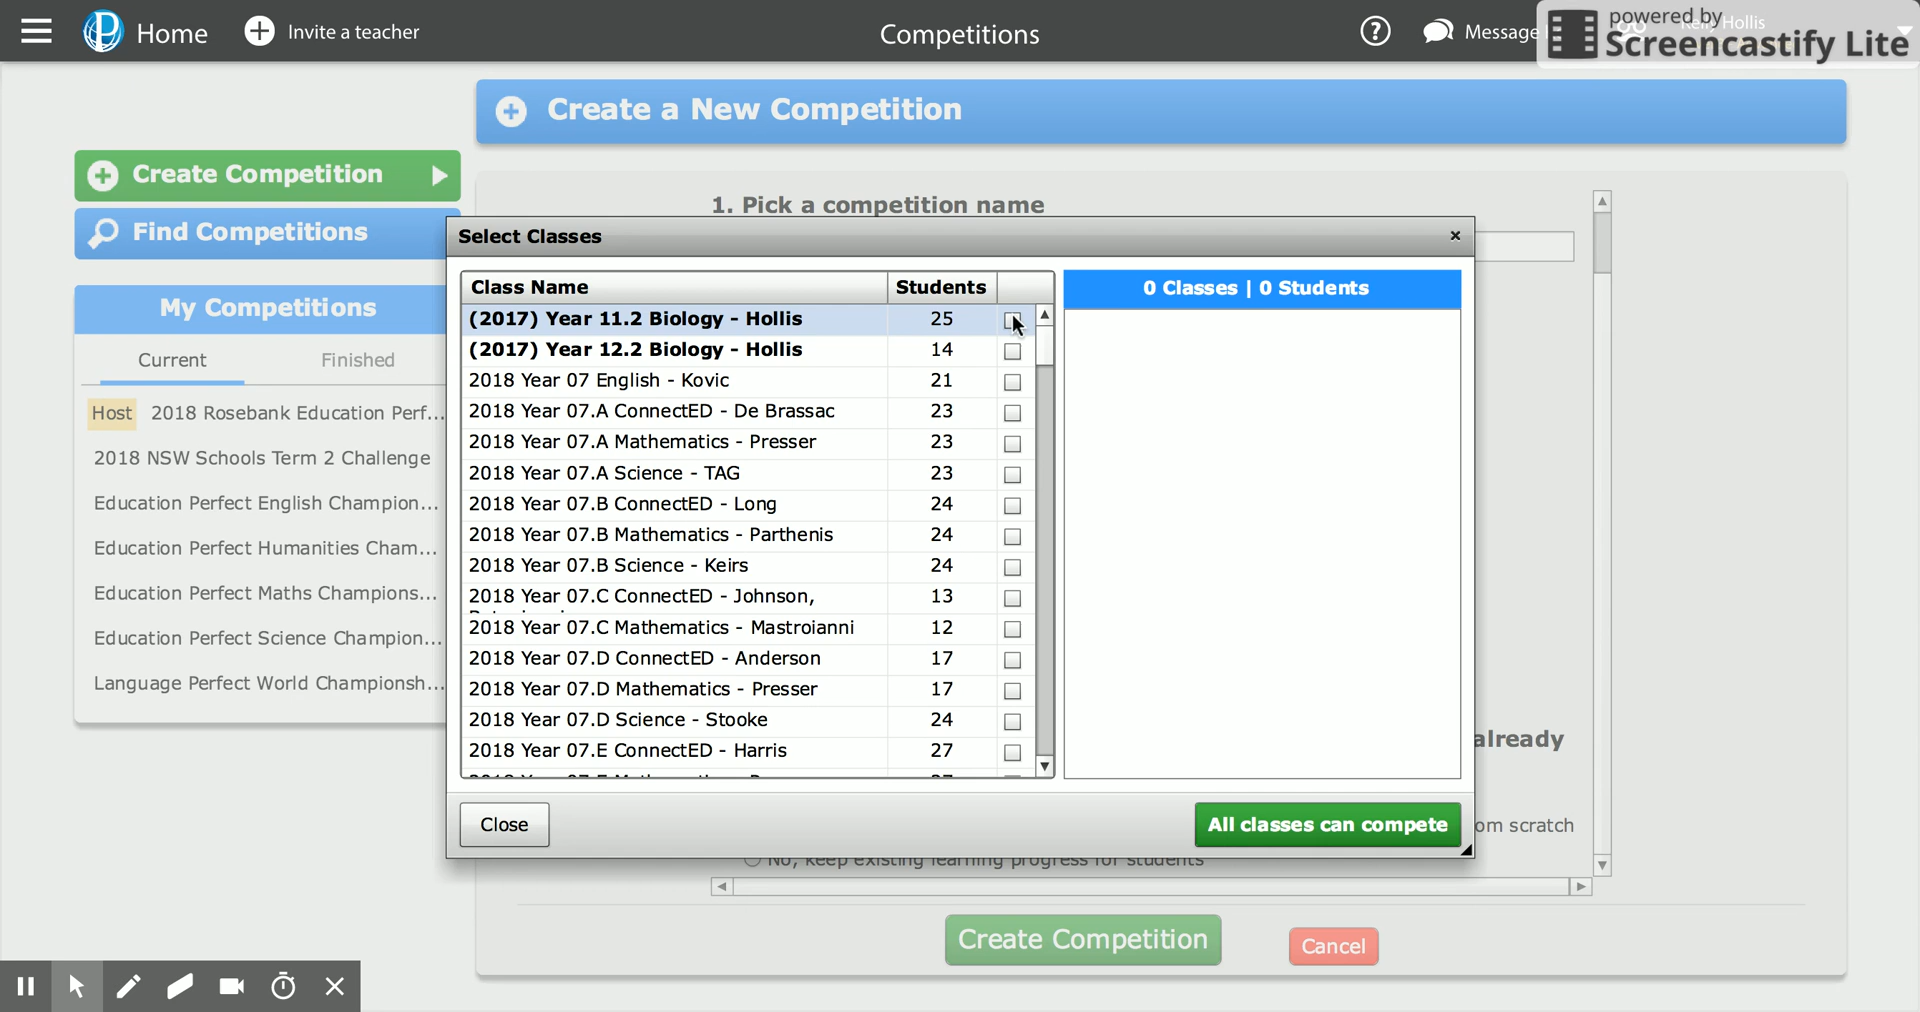 Home
Invite a teacher
Competitions
Message
powered by
Screencastify Lite
Hollis
Create a New Competition
Create Competition
Find Competitions
My Competitions
Current
Finished
Host 2018 Rosebank Education Perf...
2018 NSW Schools Term 2 Challenge
Education Perfect English Champion...
Education Perfect Humanities Cham...
Education Perfect Maths Champions...
Education Perfect Science Champion...
Language Perfect World Championsh...
1. Pick a competition name
Select Classes
Class Name Students
(2017) Year 11.2 Biology - Hollis 25
(2017) Year 12.2 Biology - Hollis 14
2018 Year 07 English - Kovic 21
2018 Year 07.A ConnectED - De Brassac 23
2018 Year 07.A Mathematics - Presser 23
2018 Year 07.A Science - TAG 23
2018 Year 07.B ConnectED - Long 24
2018 Year 07.B Mathematics - Parthenis 24
2018 Year 07.B Science - Keirs 24
2018 Year 07.C ConnectED - Johnson, 13
2018 Year 07.C Mathematics - Mastroianni 12
2018 Year 07.D ConnectED - Anderson 17
2018 Year 07.D Mathematics - Presser 17
2018 Year 07.D Science - Stooke 24
2018 Year 07.E ConnectED - Harris 27
0 Classes | 0 Students
Close
All classes can compete
already
om scratch
No, keep existing learning progress for students
Create Competition
Cancel